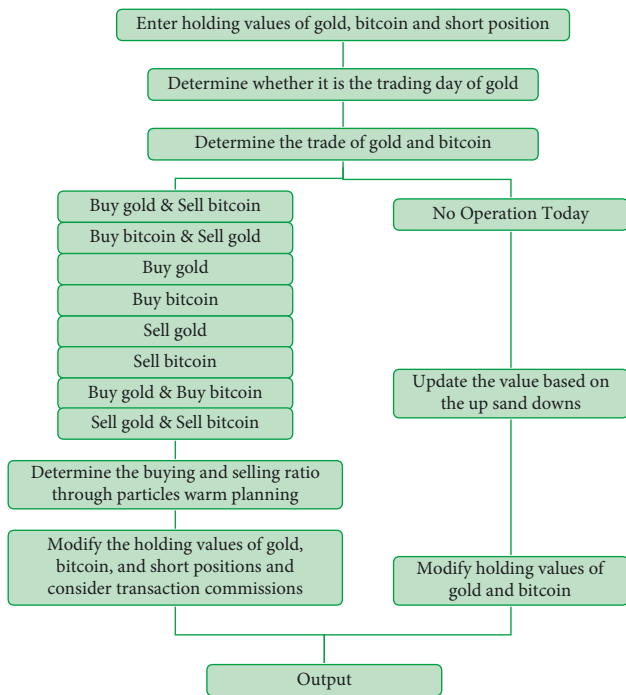 Enter holding values of gold, bitcoin and short position
Determine whether it is the trading day of gold
Determine the trade of gold and bitcoin
Buy gold & Sell bitcoin
Buy bitcoin & Sell gold
Buy gold
Buy bitcoin
Sell gold
Sell bitcoin
Buy gold & Buy bitcoin
Sell gold & Sell bitcoin
Determine the buying and selling ratio
through particles warm planning
Modify the holding values of gold,
bitcoin, and short positions and
consider transaction commissions
No Operation Today
Update the value based on
the up sand downs
Modify holding values of
gold and bitcoin
Output